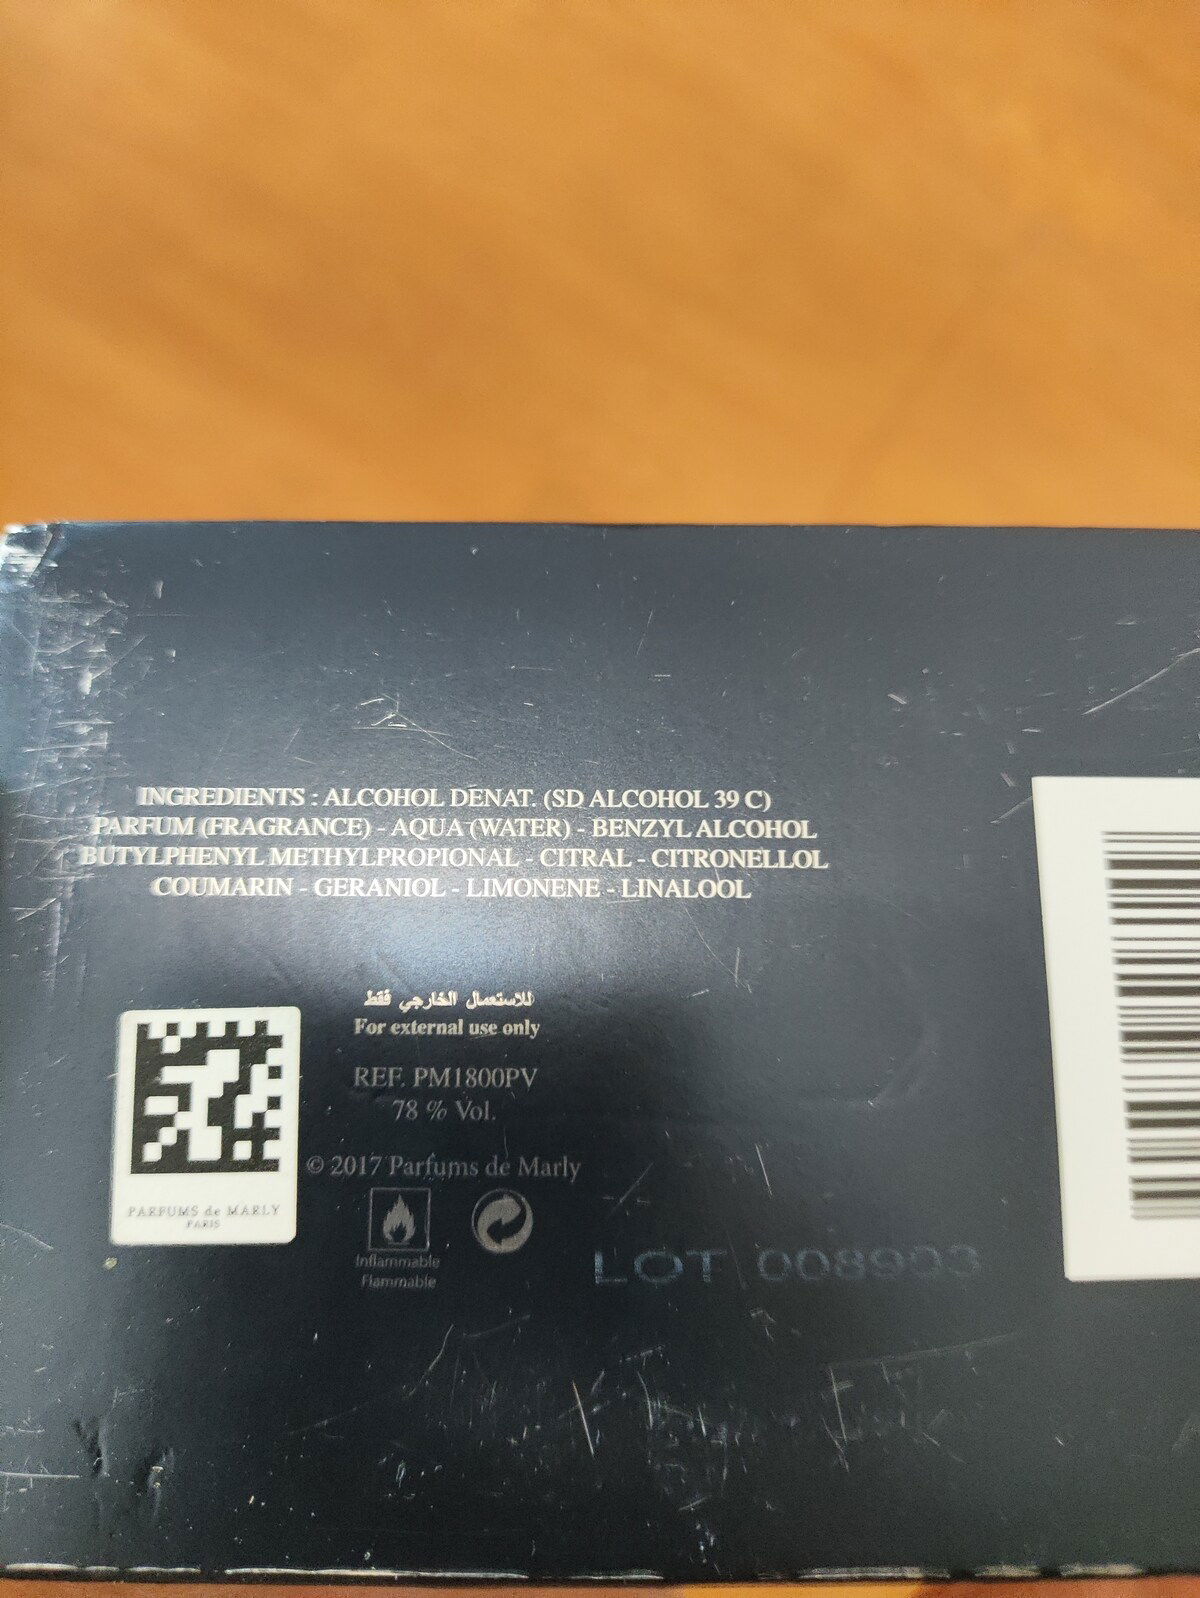 INGREDIENTS : ALCOHOL DENAT. (SD ALCOHOL 39 C)
PARFUM (FRAGRANCE) - AQUA (WATER) - BENZYL ALCOHOL
BUTYLPHENYL METHYLPROPIONAL - CITRAL - CITRONELLOL
COUMARIN - GERANIOL - LIMONENE - LINALOOL
للاستعمال الخارجي فقط
For external use only
REF. PM1800PV
78 % Vol.
© 2017 Parfums de Marly
PARFUMS de MARLY
PARIS
Inflammable
Flammable
LOT 008903